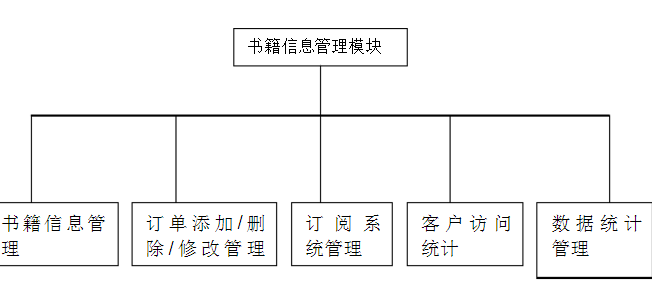 书籍信息管理模块
书籍信息管
理
订单添加/删
除/修改管理
订阅系
统管理
客户访问
统计
数据统计
管理